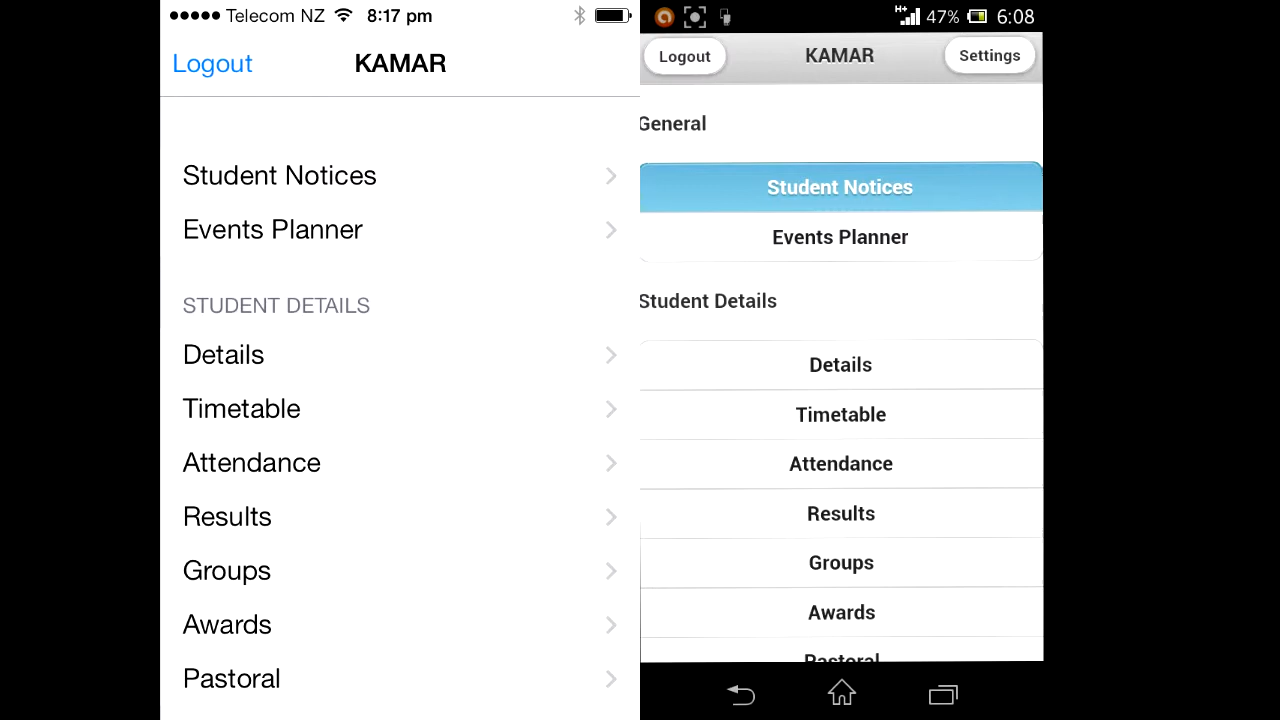 Telecom NZ 8:17 pm
Logout KAMAR
Student Notices
Events Planner
STUDENT DETAILS
Details
Timetable
Attendance
Results
Groups
Awards
Pastoral
H+ 47% 6:08
Logout KAMAR Settings
General
Student Notices
Events Planner
Student Details
Details
Timetable
Attendance
Results
Groups
Awards
Pastoral